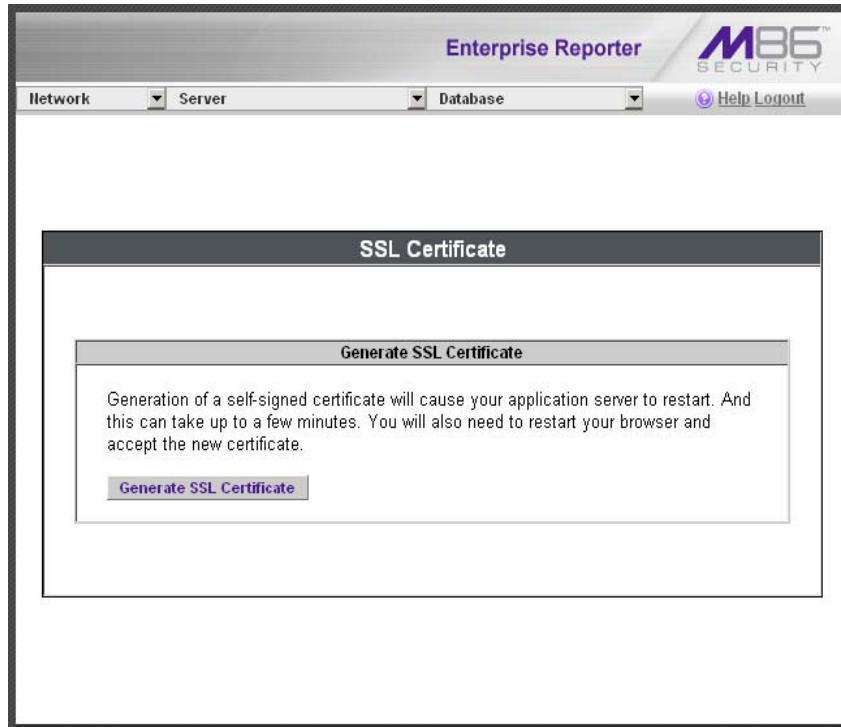 Enterprise Reporter
M86™
SECURITY
Network
Server
Database
Help Logout
SSL Certificate
Generate SSL Certificate
Generation of a self-signed certificate will cause your application server to restart. And
this can take up to a few minutes. You will also need to restart your browser and
accept the new certificate.
Generate SSL Certificate